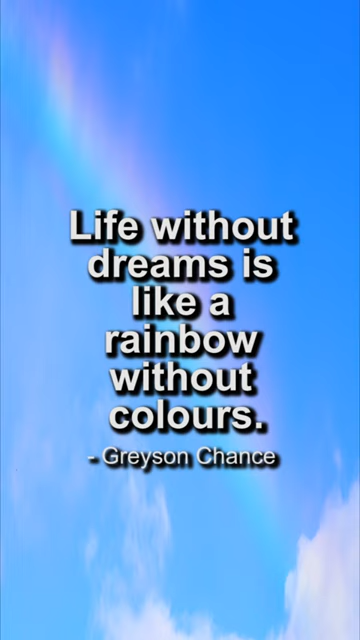 Life without
dreams is
like a
rainbow
without
colours.
- Greyson Chance